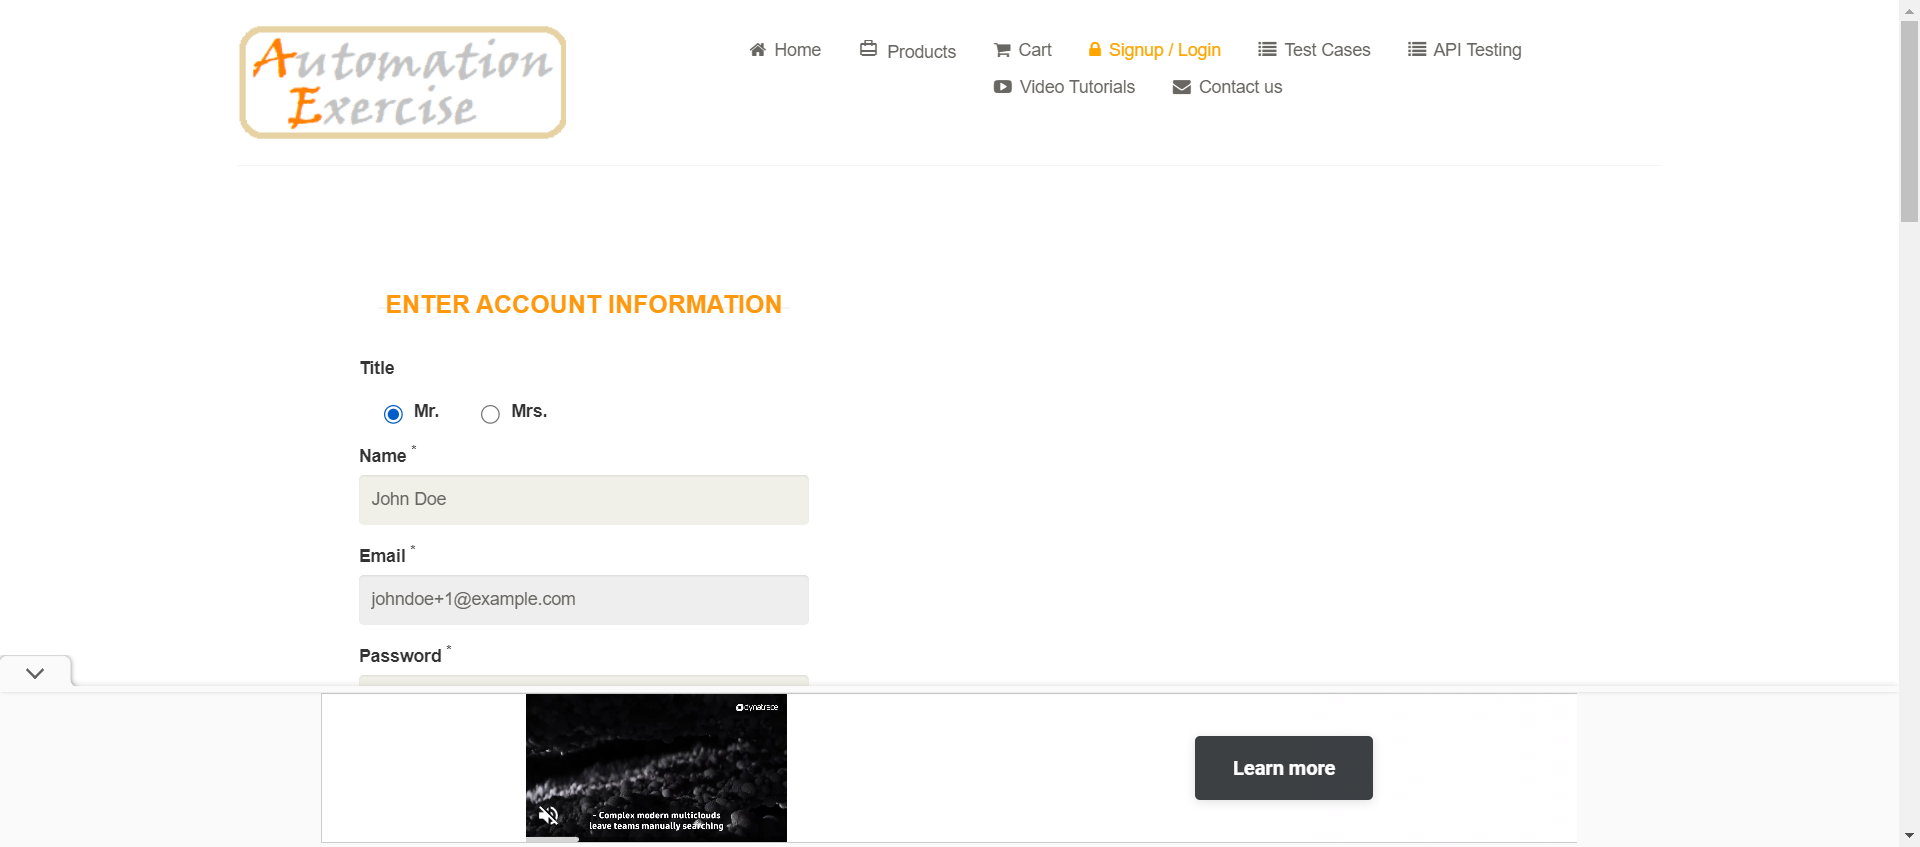 Automation
Exercise
Home
Products
Cart
Signup / Login
Test Cases
API Testing
Video Tutorials
Contact us
ENTER ACCOUNT INFORMATION
Title
Mr.
Mrs.
Name *
John Doe
Email *
johndoe+1@example.com
Password *
dynatrace
- Complex modern multiclouds
leave teams manually searching -
Learn more